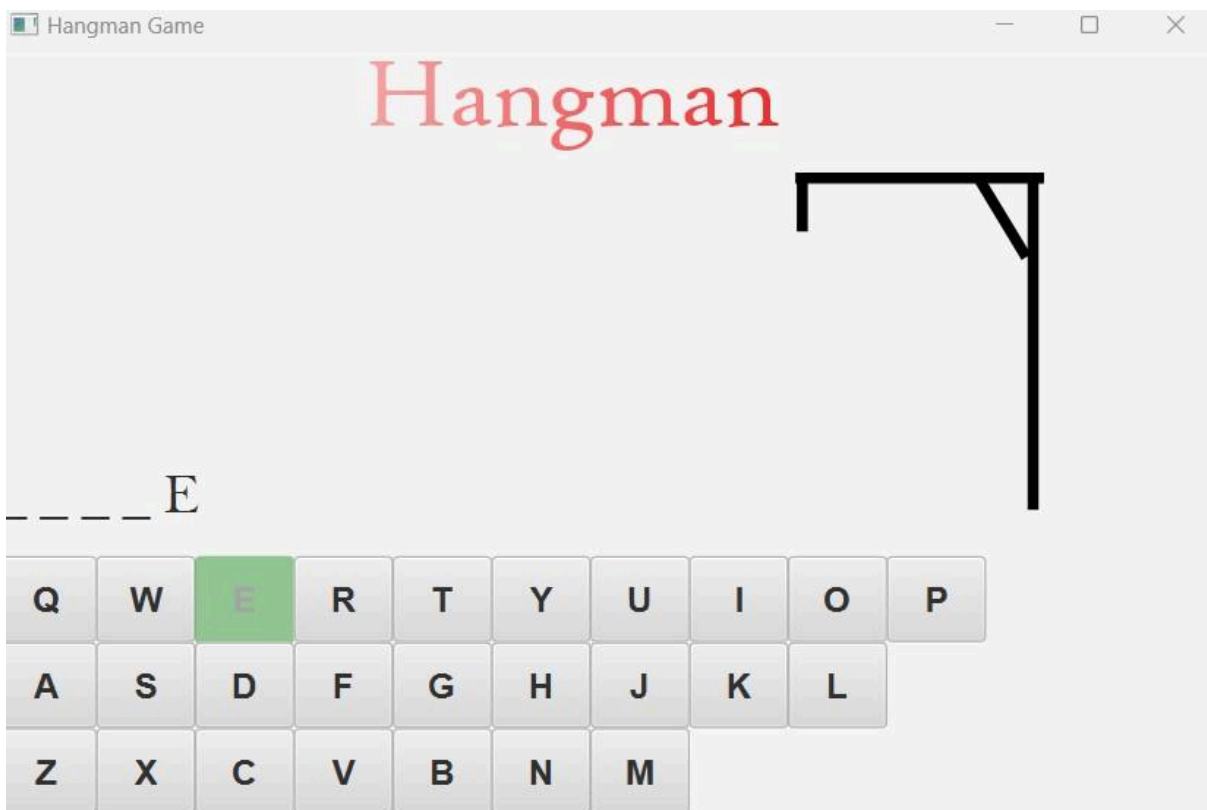 Hangman Game
Hangman
_ _ _ _ E
Q W E R T Y U I O P
A S D F G H J K L
Z X C V B N M